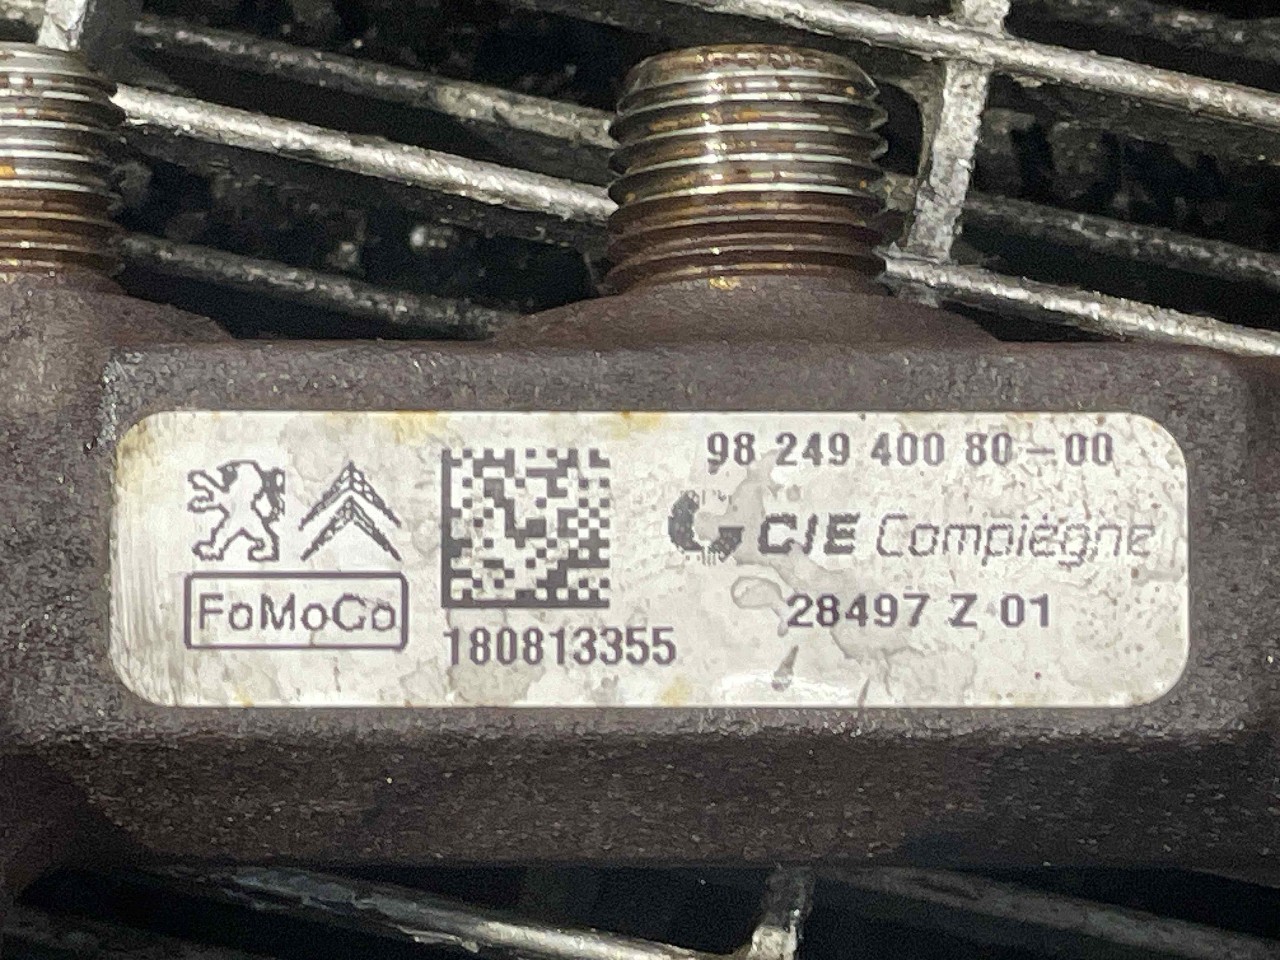 98 249 400 80-00
CIE Compiègne
28497 Z 01
FoMoCo
180813355